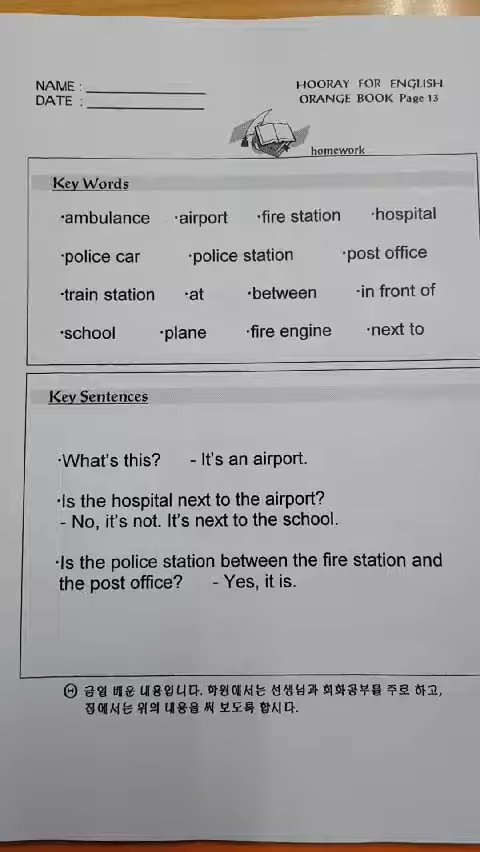 NAME :
HOORAY FOR ENGLISH
DATE :
ORANGE BOOK Page 13
homework
Key Words
·ambulance ·airport ·fire station ·hospital
·police car ·police station ·post office
·train station ·at ·between ·in front of
·school ·plane ·fire engine ·next to
Key Sentences
·What's this? - It's an airport.
·Is the hospital next to the airport?
- No, it's not. It's next to the school.
·Is the police station between the fire station and
the post office? - Yes, it is.
금일 배운 내용입니다. 학원에서는 선생님과 회화공부를 주로 하고,
집에서는 위의 내용을 써 보도록 합시다.